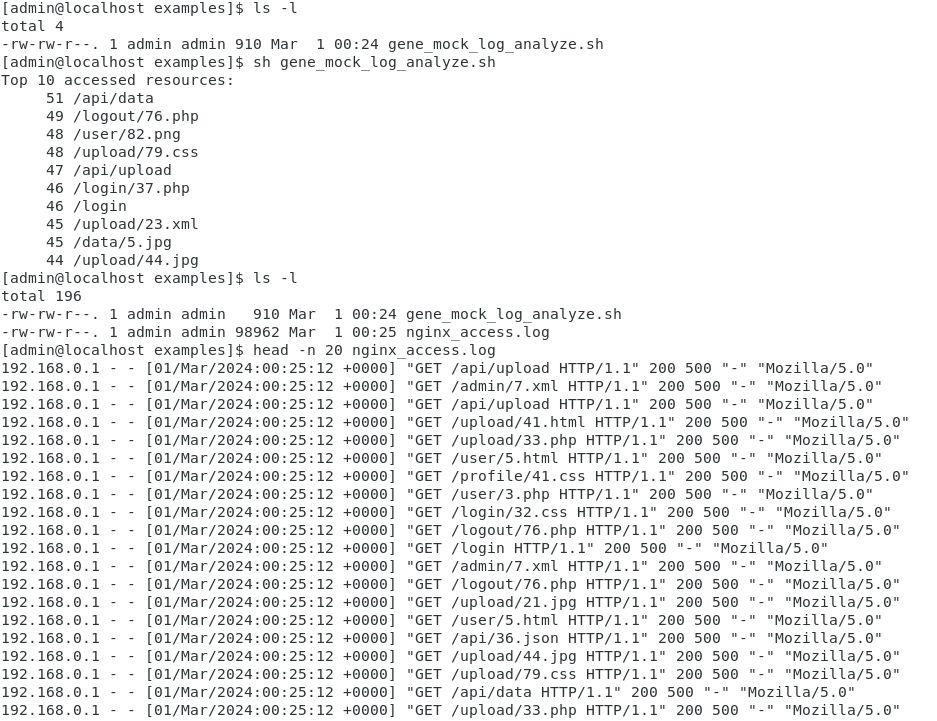 [admin@localhost examples]$ ls -l
total 4
-rw-rw-r--. 1 admin admin 910 Mar  1 00:24 gene_mock_log_analyze.sh
[admin@localhost examples]$ sh gene_mock_log_analyze.sh
Top 10 accessed resources:
     51 /api/data
     49 /logout/76.php
     48 /user/82.png
     48 /upload/79.css
     47 /api/upload
     46 /login/37.php
     46 /login
     45 /upload/23.xml
     45 /data/5.jpg
     44 /upload/44.jpg
[admin@localhost examples]$ ls -l
total 196
-rw-rw-r--. 1 admin admin   910 Mar  1 00:24 gene_mock_log_analyze.sh
-rw-rw-r--. 1 admin admin 98962 Mar  1 00:25 nginx_access.log
[admin@localhost examples]$ head -n 20 nginx_access.log
192.168.0.1 - - [01/Mar/2024:00:25:12 +0000] "GET /api/upload HTTP/1.1" 200 500 "-" "Mozilla/5.0"
192.168.0.1 - - [01/Mar/2024:00:25:12 +0000] "GET /admin/7.xml HTTP/1.1" 200 500 "-" "Mozilla/5.0"
192.168.0.1 - - [01/Mar/2024:00:25:12 +0000] "GET /api/upload HTTP/1.1" 200 500 "-" "Mozilla/5.0"
192.168.0.1 - - [01/Mar/2024:00:25:12 +0000] "GET /upload/41.html HTTP/1.1" 200 500 "-" "Mozilla/5.0"
192.168.0.1 - - [01/Mar/2024:00:25:12 +0000] "GET /upload/33.php HTTP/1.1" 200 500 "-" "Mozilla/5.0"
192.168.0.1 - - [01/Mar/2024:00:25:12 +0000] "GET /user/5.html HTTP/1.1" 200 500 "-" "Mozilla/5.0"
192.168.0.1 - - [01/Mar/2024:00:25:12 +0000] "GET /profile/41.css HTTP/1.1" 200 500 "-" "Mozilla/5.0"
192.168.0.1 - - [01/Mar/2024:00:25:12 +0000] "GET /user/3.php HTTP/1.1" 200 500 "-" "Mozilla/5.0"
192.168.0.1 - - [01/Mar/2024:00:25:12 +0000] "GET /login/32.css HTTP/1.1" 200 500 "-" "Mozilla/5.0"
192.168.0.1 - - [01/Mar/2024:00:25:12 +0000] "GET /logout/76.php HTTP/1.1" 200 500 "-" "Mozilla/5.0"
192.168.0.1 - - [01/Mar/2024:00:25:12 +0000] "GET /login HTTP/1.1" 200 500 "-" "Mozilla/5.0"
192.168.0.1 - - [01/Mar/2024:00:25:12 +0000] "GET /admin/7.xml HTTP/1.1" 200 500 "-" "Mozilla/5.0"
192.168.0.1 - - [01/Mar/2024:00:25:12 +0000] "GET /logout/76.php HTTP/1.1" 200 500 "-" "Mozilla/5.0"
192.168.0.1 - - [01/Mar/2024:00:25:12 +0000] "GET /upload/21.jpg HTTP/1.1" 200 500 "-" "Mozilla/5.0"
192.168.0.1 - - [01/Mar/2024:00:25:12 +0000] "GET /user/5.html HTTP/1.1" 200 500 "-" "Mozilla/5.0"
192.168.0.1 - - [01/Mar/2024:00:25:12 +0000] "GET /api/36.json HTTP/1.1" 200 500 "-" "Mozilla/5.0"
192.168.0.1 - - [01/Mar/2024:00:25:12 +0000] "GET /upload/44.jpg HTTP/1.1" 200 500 "-" "Mozilla/5.0"
192.168.0.1 - - [01/Mar/2024:00:25:12 +0000] "GET /upload/79.css HTTP/1.1" 200 500 "-" "Mozilla/5.0"
192.168.0.1 - - [01/Mar/2024:00:25:12 +0000] "GET /api/data HTTP/1.1" 200 500 "-" "Mozilla/5.0"
192.168.0.1 - - [01/Mar/2024:00:25:12 +0000] "GET /upload/33.php HTTP/1.1" 200 500 "-" "Mozilla/5.0"